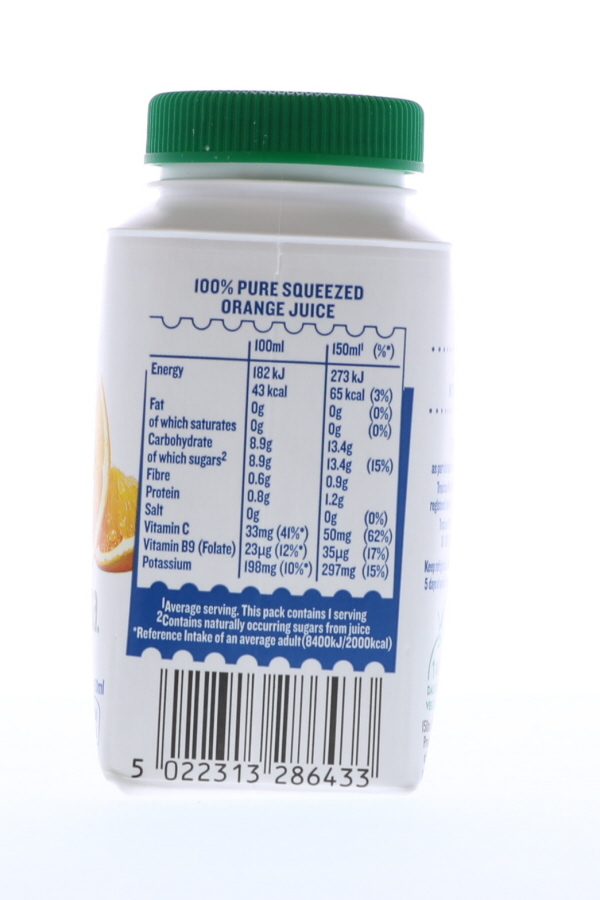 100% PURE SQUEEZED
ORANGE JUICE
100ml 150ml¹ (%*)
Energy 182 kJ 273 kJ
43 kcal 65 kcal (3%)
Fat 0g 0g (0%)
of which saturates 0g 0g (0%)
Carbohydrate 8.9g 13.4g
of which sugars² 8.9g 13.4g (15%)
Fibre 0.6g 0.9g
Protein 0.8g 1.2g
Salt 0g 0g (0%)
Vitamin C 33mg (41%*) 50mg (62%)
Vitamin B9 (Folate) 23µg (12%*) 35µg (17%)
Potassium 198mg (10%*) 297mg (15%)
¹Average serving. This pack contains 1 serving
²Contains naturally occurring sugars from juice
*Reference Intake of an average adult (8400kJ/2000kcal)
5 022313 286433